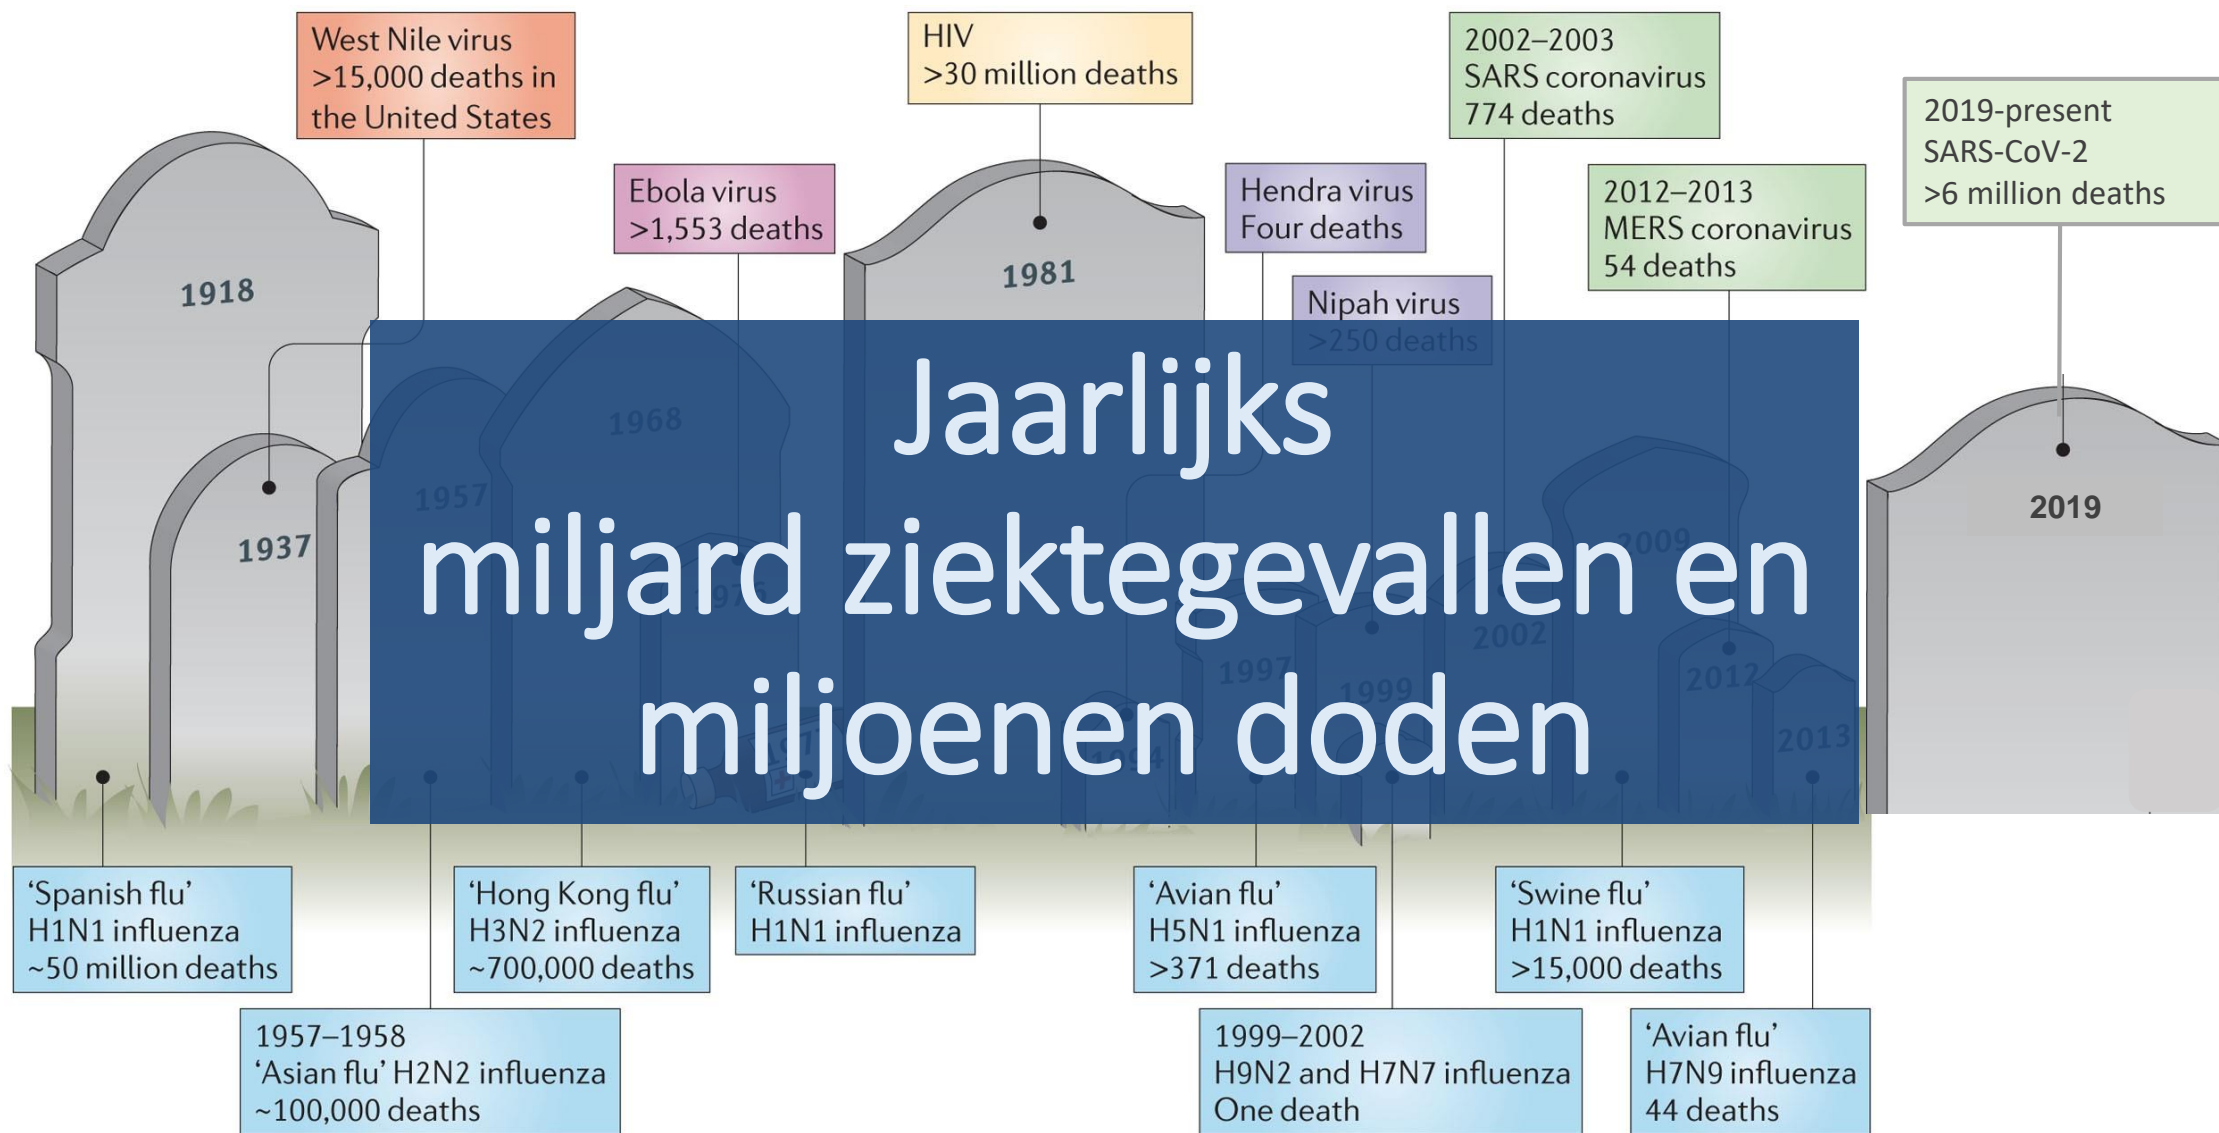 West Nile virus
>15,000 deaths in
the United States
HIV
>30 million deaths
2002–2003
SARS coronavirus
774 deaths
2019-present
SARS-CoV-2
>6 million deaths
Ebola virus
>1,553 deaths
Hendra virus
Four deaths
2012–2013
MERS coronavirus
54 deaths
Nipah virus
>250 deaths
1918
1981
1937
1957
1968
1976
1977
1994
1997
1999
2002
2009
2012
2013
2019
Jaarlijks
miljard ziektegevallen en
miljoenen doden
‘Spanish flu’
H1N1 influenza
~50 million deaths
‘Hong Kong flu’
H3N2 influenza
~700,000 deaths
‘Russian flu’
H1N1 influenza
‘Avian flu’
H5N1 influenza
>371 deaths
‘Swine flu’
H1N1 influenza
>15,000 deaths
1957–1958
‘Asian flu’ H2N2 influenza
~100,000 deaths
1999–2002
H9N2 and H7N7 influenza
One death
‘Avian flu’
H7N9 influenza
44 deaths